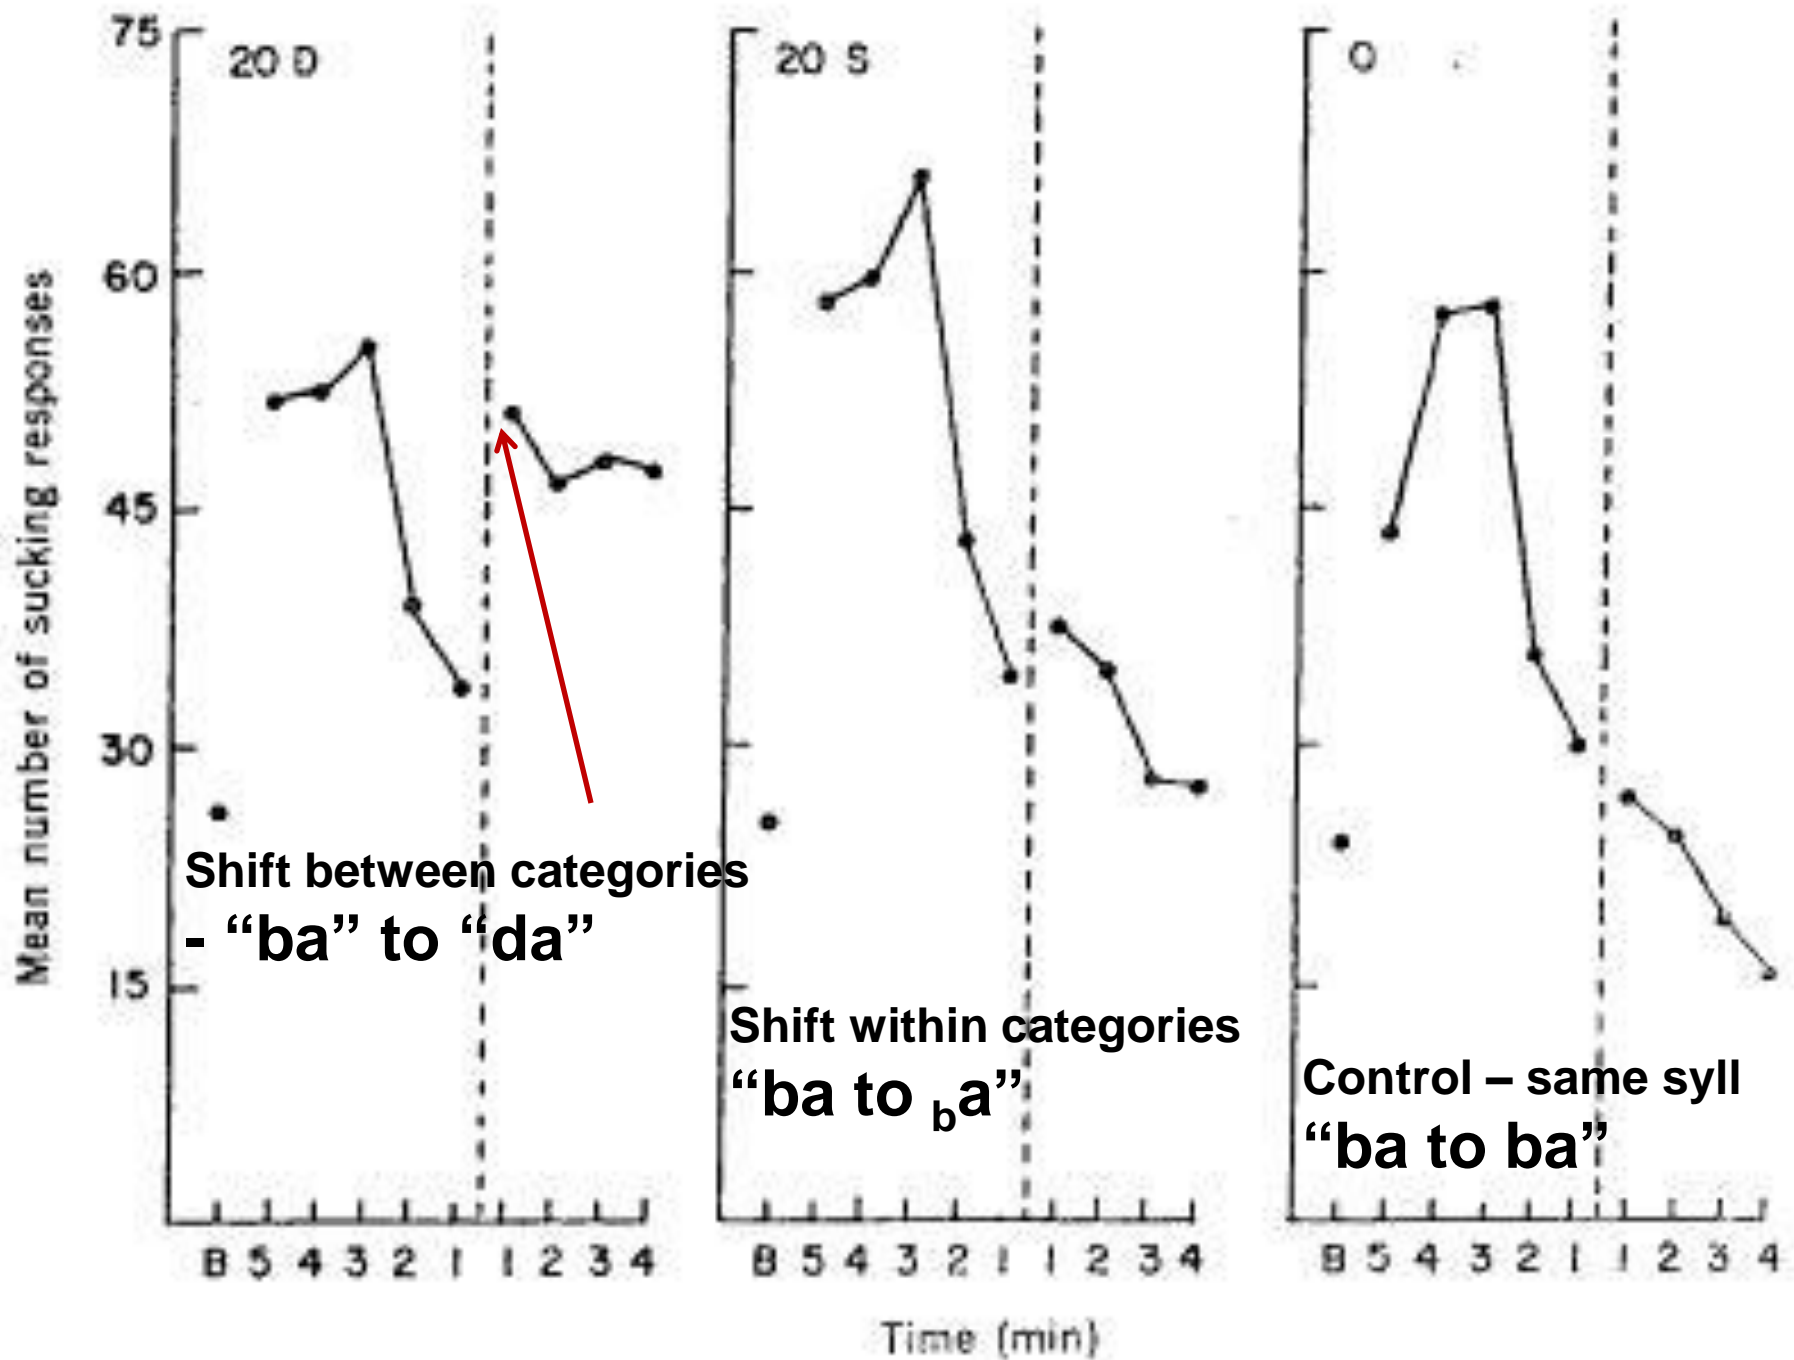 75
60
45
30
15
Mean number of sucking responses
20 D
Shift between categories
- “ba” to “da”
B 5 4 3 2 1 1 2 3 4
20 S
Shift within categories
“ba to ba”
B 5 4 3 2 1 1 2 3 4
0
Control – same syll
“ba to ba”
B 5 4 3 2 1 1 2 3 4
Time (min)